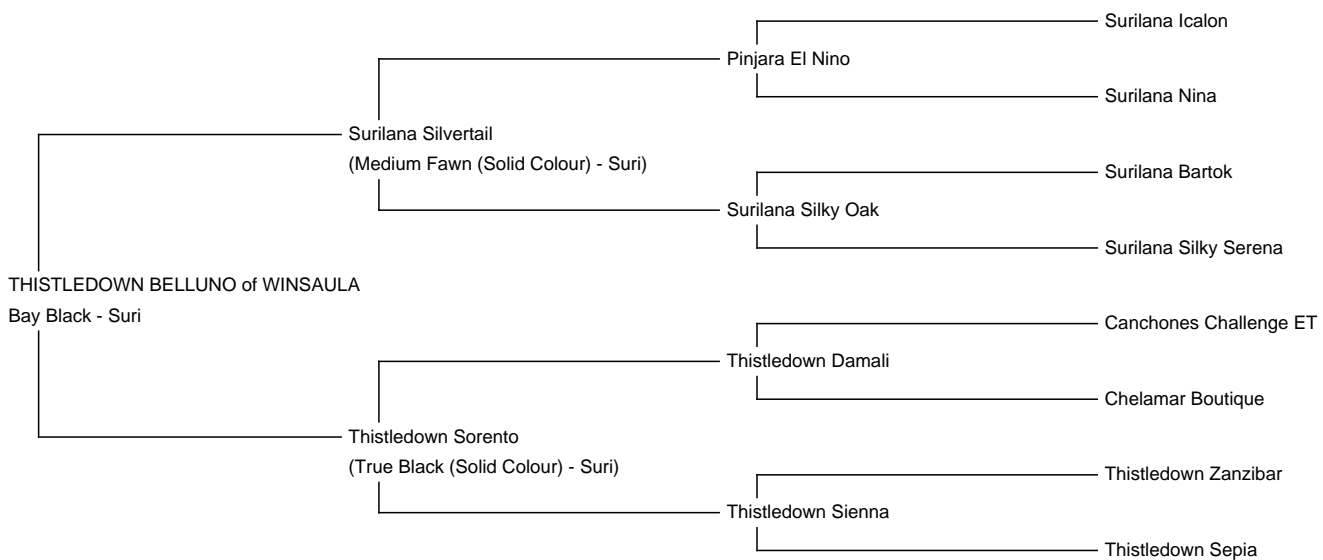 Surilana Icalon
Pinjara El Nino
Surilana Nina
Surilana Silvertail
(Medium Fawn (Solid Colour) - Suri)
Surilana Bartok
Surilana Silky Oak
Surilana Silky Serena
THISTLEDOWN BELLUNO of WINSAULA
Bay Black - Suri
Canchones Challenge ET
Thistledown Damali
Chelamar Boutique
Thistledown Sorento
(True Black (Solid Colour) - Suri)
Thistledown Zanzibar
Thistledown Sienna
Thistledown Sepia